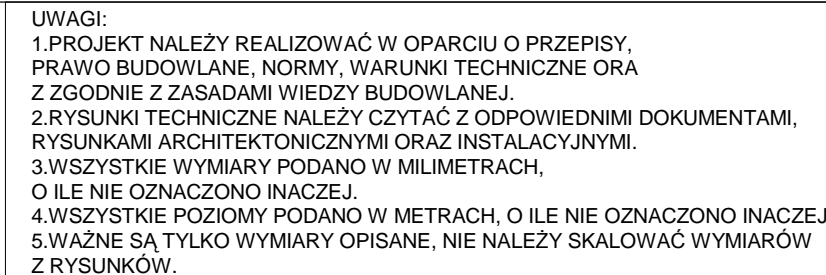 UWAGI:
1.PROJEKT NALEŻY REALIZOWAĆ W OPARCIU O PRZEPISY,
PRAWO BUDOWLANE, NORMY, WARUNKI TECHNICZNE ORA
Z ZGODNIE Z ZASADAMI WIEDZY BUDOWLANEJ.
2.RYSUNKI TECHNICZNE NALEŻY CZYTAĆ Z ODPOWIEDNIMI DOKUMENTAMI,
RYSUNKAMI ARCHITEKTONICZNYMI ORAZ INSTALACYJNYMI.
3.WSZYSTKIE WYMIARY PODANO W MILIMETRACH,
O ILE NIE OZNACZONO INACZEJ.
4.WSZYSTKIE POZIOMY PODANO W METRACH, O ILE NIE OZNACZONO INACZEJ
5.WAŻNE SĄ TYLKO WYMIARY OPISANE, NIE NALEŻY SKALOWAĆ WYMIARÓW
Z RYSUNKÓW.